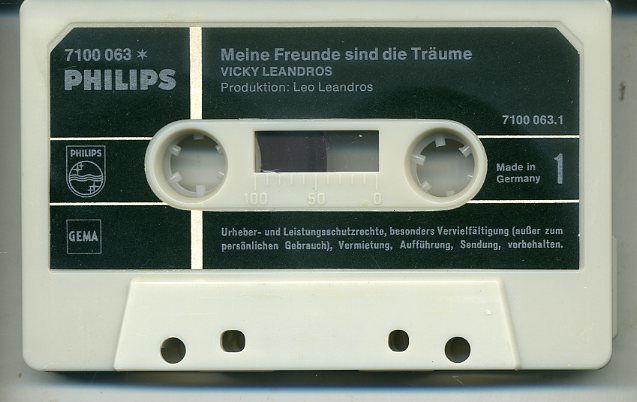 7100 063 *
PHILIPS
Meine Freunde sind die Träume
VICKY LEANDROS
Produktion: Leo Leandros
7100 063.1
PHILIPS
Made in
Germany
1
100 50 0
GEMA
Urheber- und Leistungsschutzrechte, besonders Vervielfältigung (außer zum
persönlichen Gebrauch), Vermietung, Aufführung, Sendung, vorbehalten.